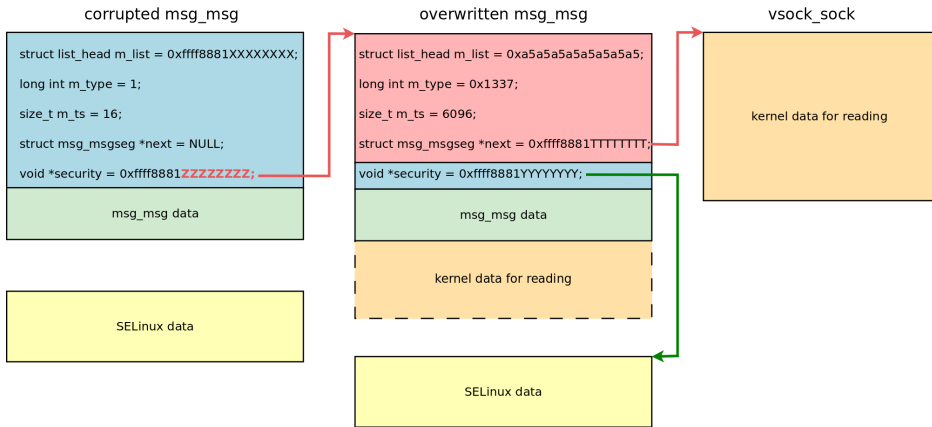 corrupted msg_msg
struct list_head m_list = 0xffff8881XXXXXXXX;
long int m_type = 1;
size_t m_ts = 16;
struct msg_msgseg *next = NULL;
void *security = 0xffff8881ZZZZZZZZ;
msg_msg data
SELinux data
overwritten msg_msg
struct list_head m_list = 0xa5a5a5a5a5a5a5a5;
long int m_type = 0x1337;
size_t m_ts = 6096;
struct msg_msgseg *next = 0xffff8881TTTTTTTT;
void *security = 0xffff8881YYYYYYYY;
msg_msg data
kernel data for reading
SELinux data
vsock_sock
kernel data for reading